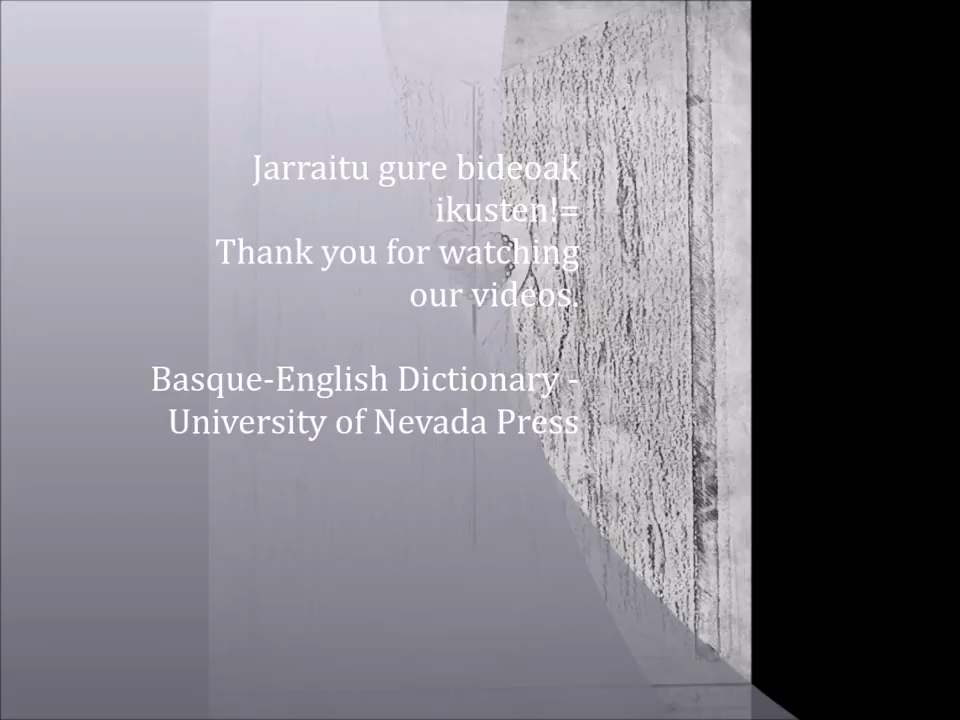 Jarraitu gure bideoak
ikusten!=
Thank you for watching
our videos.
Basque-English Dictionary -
University of Nevada Press